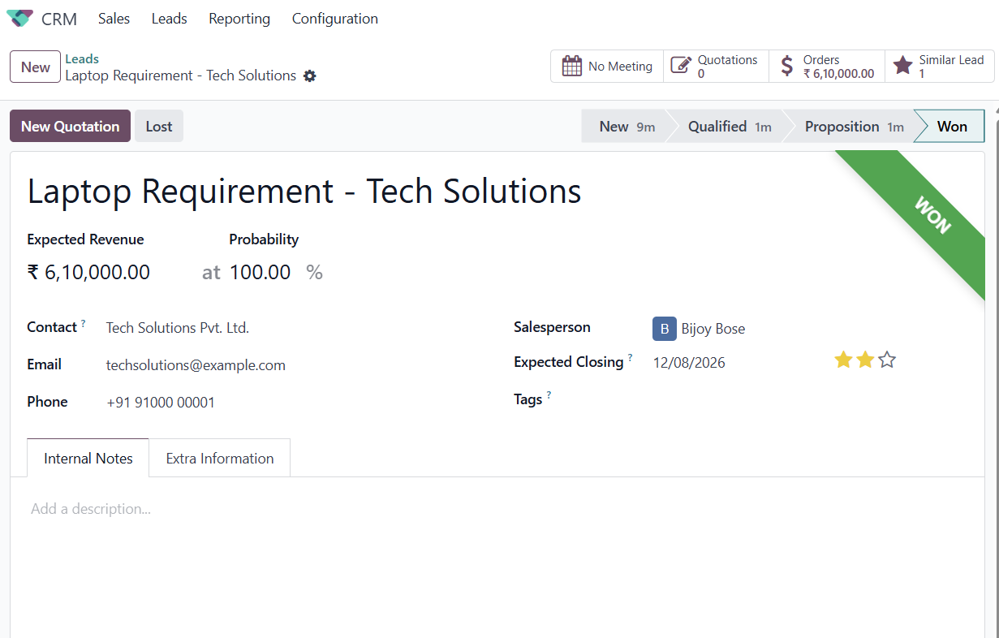 CRM Sales Leads Reporting Configuration
New
Leads
Laptop Requirement - Tech Solutions
No Meeting
Quotations
0
Orders
₹ 6,10,000.00
Similar Lead
1
New Quotation
Lost
New 9m
Qualified 1m
Proposition 1m
Won
WON
Laptop Requirement - Tech Solutions
Expected Revenue
Probability
₹ 6,10,000.00 at 100.00 %
Contact ? Tech Solutions Pvt. Ltd.
Email techsolutions@example.com
Phone +91 91000 00001
Salesperson B Bijoy Bose
Expected Closing ? 12/08/2026
Tags ?
Internal Notes
Extra Information
Add a description...